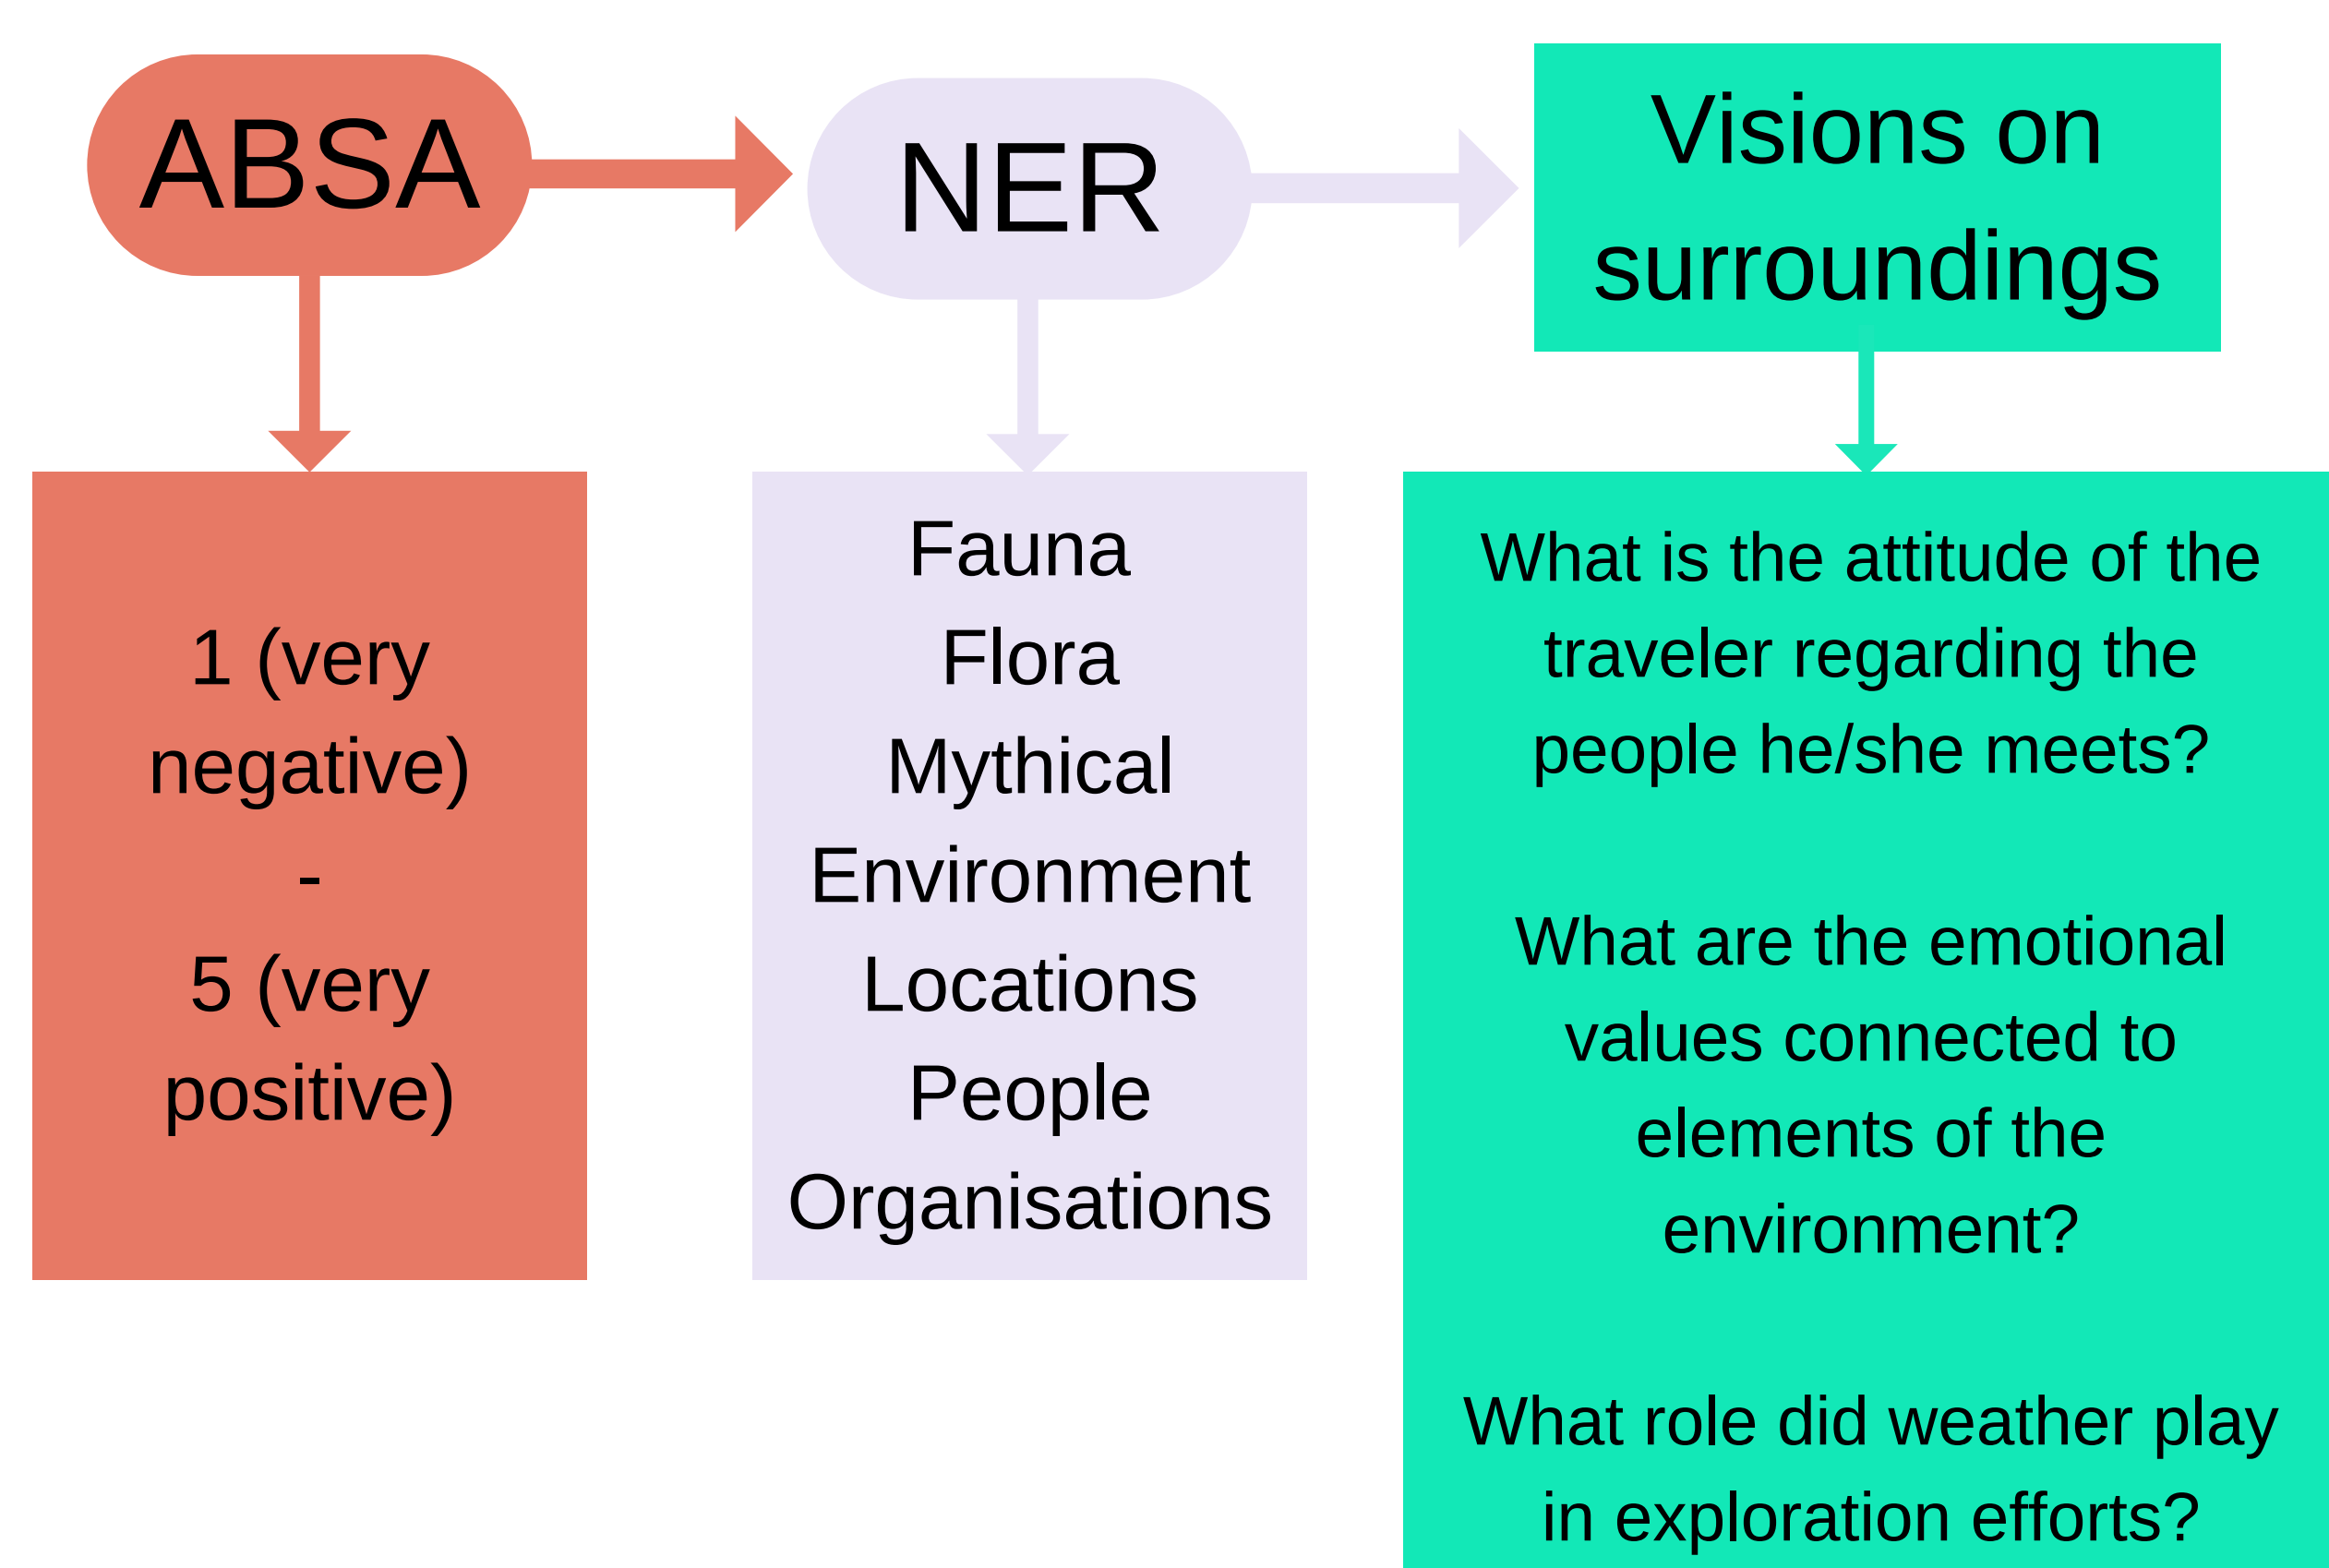 ABSA
NER
Visions on
surroundings
1 (very
negative)
-
5 (very
positive)
Fauna
Flora
Mythical
Environment
Locations
People
Organisations
What is the attitude of the
traveler regarding the
people he/she meets?
What are the emotional
values connected to
elements of the
environment?
What role did weather play
in exploration efforts?